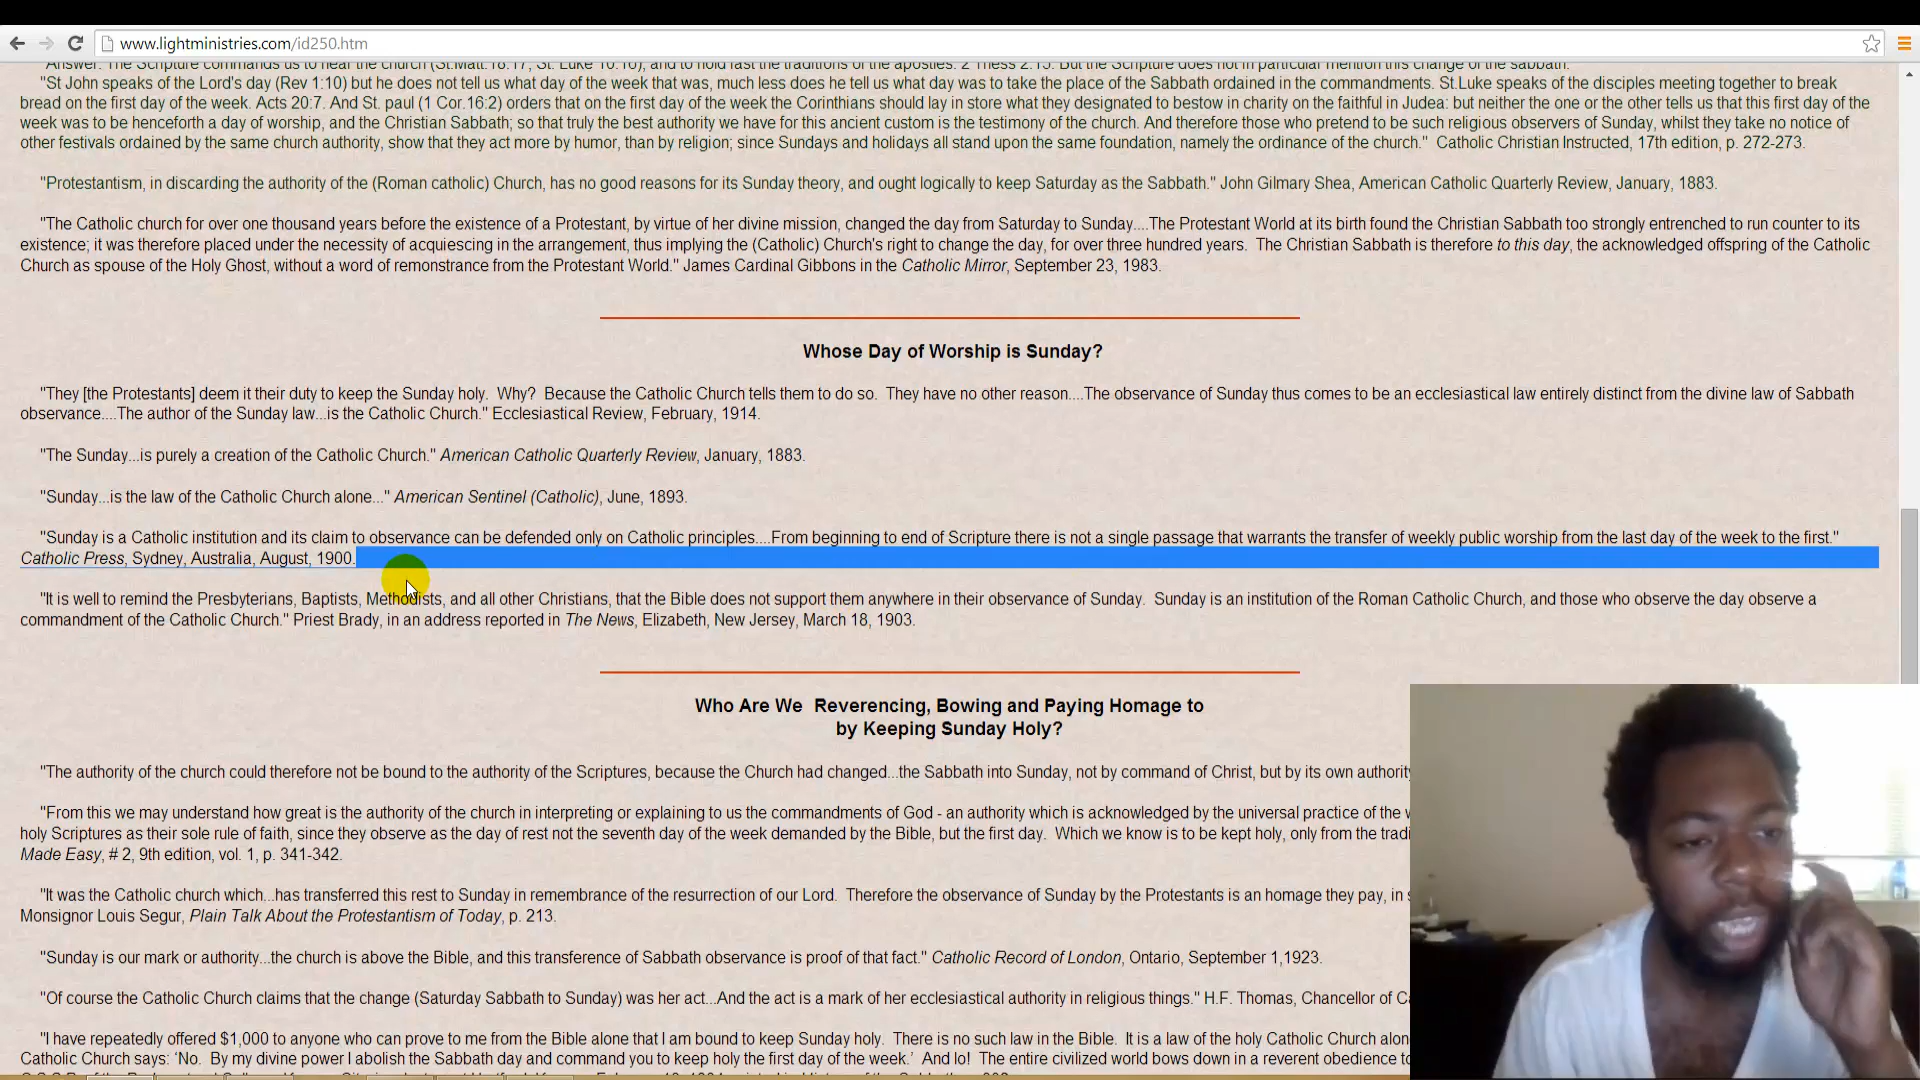 www.lightministries.com/id250.htm
Answer: The Scripture commands us to hear the church (St.Matt. 18:17, St. Luke 10:16), and to hold fast the traditions of the apostles. 2 Thess 2:15. But the Scripture does not in particular mention this change of the sabbath.
"St John speaks of the Lord's day (Rev 1:10) but he does not tell us what day of the week that was, much less does he tell us what day was to take the place of the Sabbath ordained in the commandments. St.Luke speaks of the disciples meeting together to break
bread on the first day of the week. Acts 20:7. And St. paul (1 Cor.16:2) orders that on the first day of the week the Corinthians should lay in store what they designated to bestow in charity on the faithful in Judea: but neither the one or the other tells us that this first day of the
week was to be henceforth a day of worship, and the Christian Sabbath; so that truly the best authority we have for this ancient custom is the testimony of the church. And therefore those who pretend to be such religious observers of Sunday, whilst they take no notice of
other festivals ordained by the same church authority, show that they act more by humor, than by religion; since Sundays and holidays all stand upon the same foundation, namely the ordinance of the church." Catholic Christian Instructed, 17th edition, p. 272-273.
"Protestantism, in discarding the authority of the (Roman catholic) Church, has no good reasons for its Sunday theory, and ought logically to keep Saturday as the Sabbath." John Gilmary Shea, American Catholic Quarterly Review, January, 1883.
"The Catholic church for over one thousand years before the existence of a Protestant, by virtue of her divine mission, changed the day from Saturday to Sunday....The Protestant World at its birth found the Christian Sabbath too strongly entrenched to run counter to its
existence; it was therefore placed under the necessity of acquiescing in the arrangement, thus implying the (Catholic) Church's right to change the day, for over three hundred years. The Christian Sabbath is therefore to this day, the acknowledged offspring of the Catholic
Church as spouse of the Holy Ghost, without a word of remonstrance from the Protestant World." James Cardinal Gibbons in the Catholic Mirror, September 23, 1983.
Whose Day of Worship is Sunday?
"They [the Protestants] deem it their duty to keep the Sunday holy. Why? Because the Catholic Church tells them to do so. They have no other reason....The observance of Sunday thus comes to be an ecclesiastical law entirely distinct from the divine law of Sabbath
observance....The author of the Sunday law...is the Catholic Church." Ecclesiastical Review, February, 1914.
"The Sunday...is purely a creation of the Catholic Church." American Catholic Quarterly Review, January, 1883.
"Sunday...is the law of the Catholic Church alone..." American Sentinel (Catholic), June, 1893.
"Sunday is a Catholic institution and its claim to observance can be defended only on Catholic principles....From beginning to end of Scripture there is not a single passage that warrants the transfer of weekly public worship from the last day of the week to the first."
Catholic Press, Sydney, Australia, August, 1900.
"It is well to remind the Presbyterians, Baptists, Methodists, and all other Christians, that the Bible does not support them anywhere in their observance of Sunday. Sunday is an institution of the Roman Catholic Church, and those who observe the day observe a
commandment of the Catholic Church." Priest Brady, in an address reported in The News, Elizabeth, New Jersey, March 18, 1903.
Who Are We Reverencing, Bowing and Paying Homage to
by Keeping Sunday Holy?
"The authority of the church could therefore not be bound to the authority of the Scriptures, because the Church had changed...the Sabbath into Sunday, not by command of Christ, but by its own authority
"From this we may understand how great is the authority of the church in interpreting or explaining to us the commandments of God - an authority which is acknowledged by the universal practice of the
holy Scriptures as their sole rule of faith, since they observe as the day of rest not the seventh day of the week demanded by the Bible, but the first day. Which we know is to be kept holy, only from the
Made Easy, # 2, 9th edition, vol. 1, p. 341-342.
"It was the Catholic church which...has transferred this rest to Sunday in remembrance of the resurrection of our Lord. Therefore the observance of Sunday by the Protestants is an homage they pay, in
Monsignor Louis Segur, Plain Talk About the Protestantism of Today, p. 213.
"Sunday is our mark or authority...the church is above the Bible, and this transference of Sabbath observance is proof of that fact." Catholic Record of London, Ontario, September 1,1923.
"Of course the Catholic Church claims that the change (Saturday Sabbath to Sunday) was her act...And the act is a mark of her ecclesiastical authority in religious things." H.F. Thomas, Chancellor of
"I have repeatedly offered $1,000 to anyone who can prove to me from the Bible alone that I am bound to keep Sunday holy. There is no such law in the Bible. It is a law of the holy Catholic Church
Catholic Church says: 'No. By my divine power I abolish the Sabbath day and command you to keep holy the first day of the week.' And lo! The entire civilized world bows down in a reverent obedience